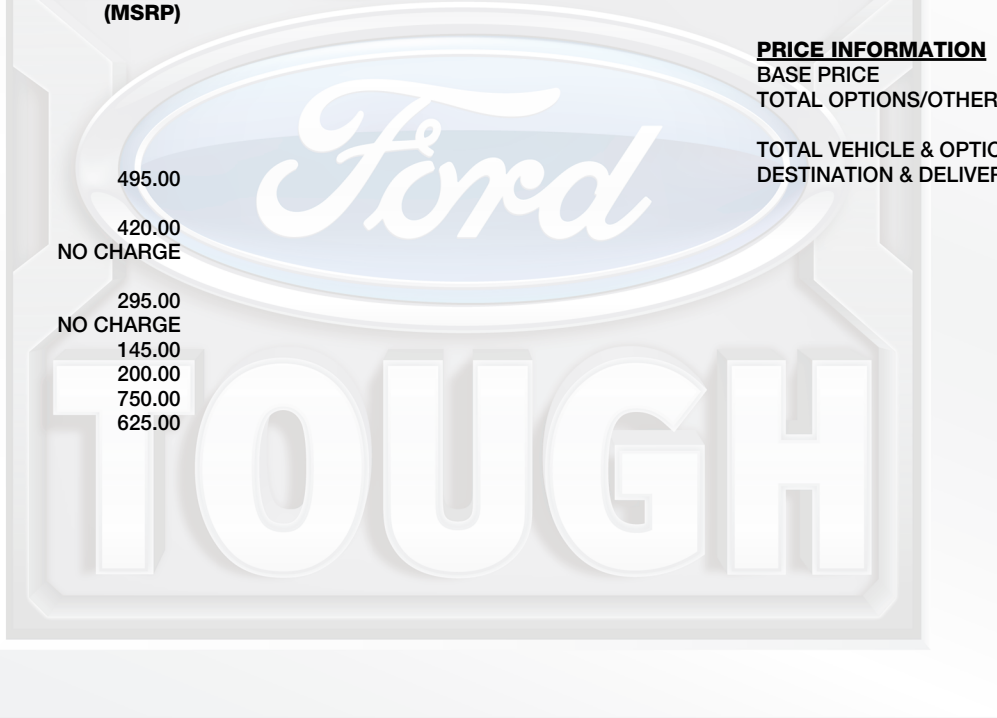 (MSRP)
PRICE INFORMATION
BASE PRICE
TOTAL OPTIONS/OTHER
TOTAL VEHICLE & OPTIO
DESTINATION & DELIVER
495.00
420.00
NO CHARGE
295.00
NO CHARGE
145.00
200.00
750.00
625.00
Ford
TOUGH